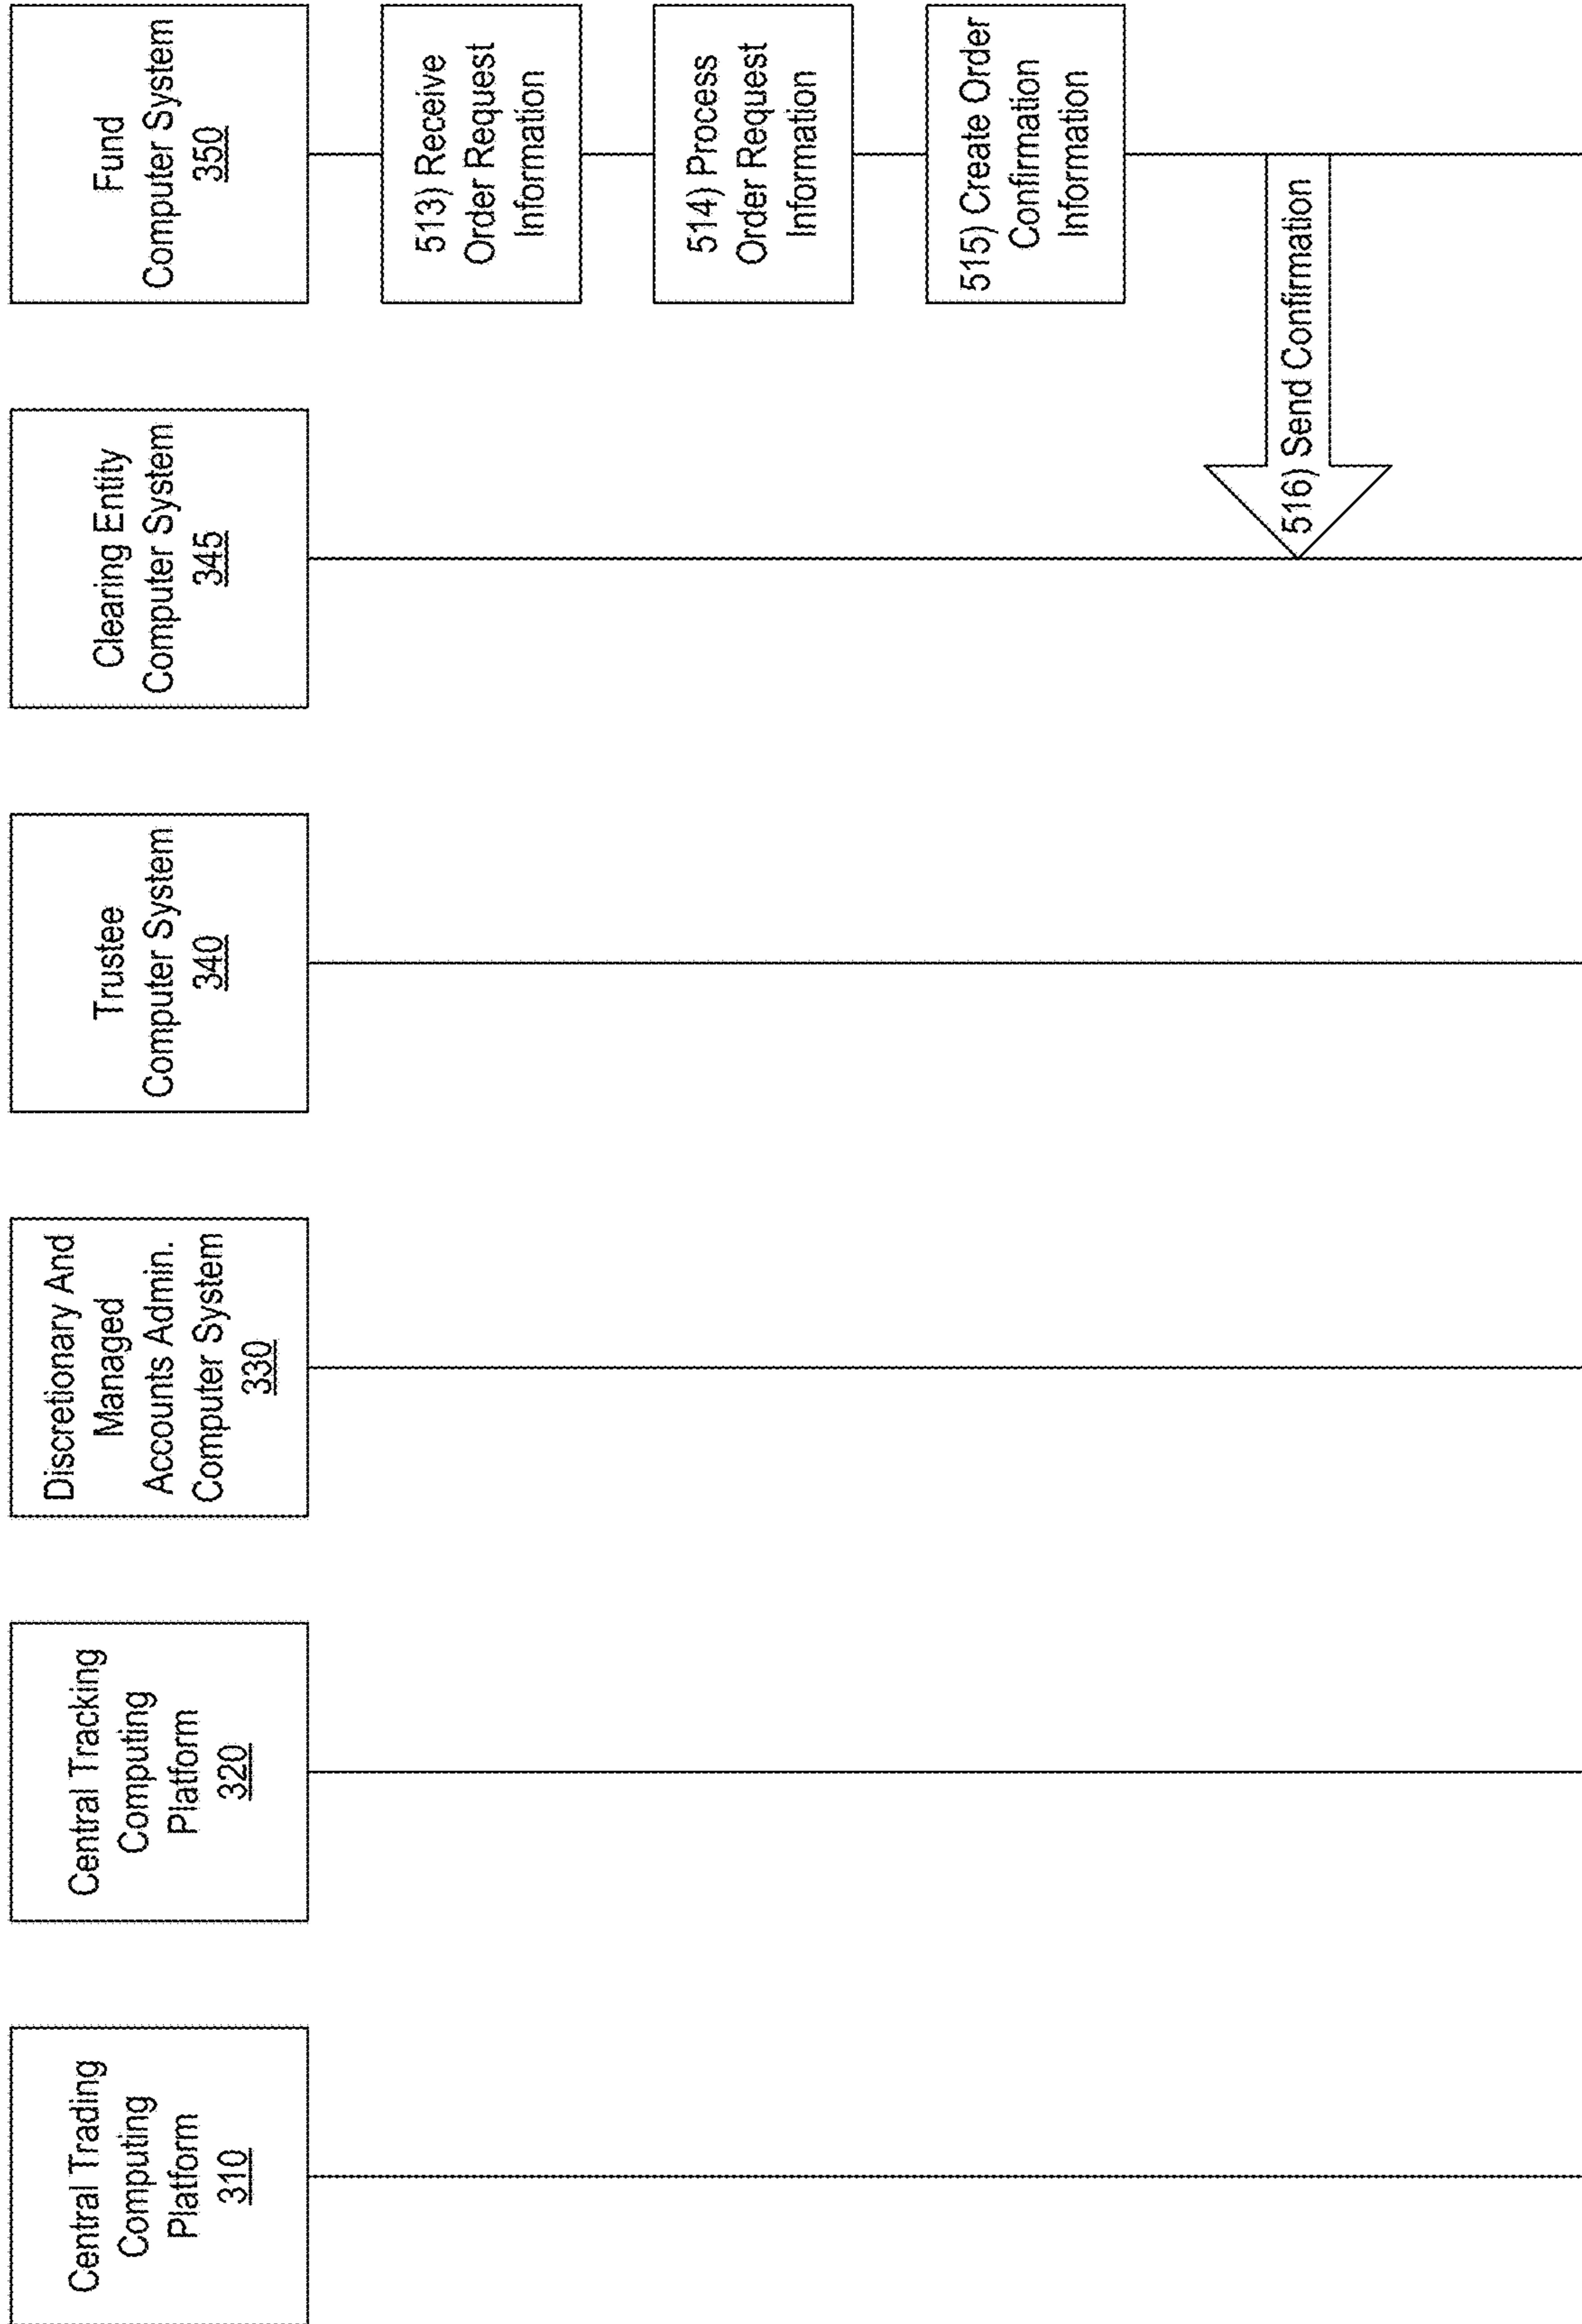 Central Trading
Computing
Platform
310
Central Tracking
Computing
Platform
320
Discretionary And
Managed
Accounts Admin.
Computer System
330
Trustee
Computer System
340
Clearing Entity
Computer System
345
Fund
Computer System
350
513) Receive
Order Request
Information
514) Process
Order Request
Information
515) Create Order
Confirmation
Information
516) Send Confirmation